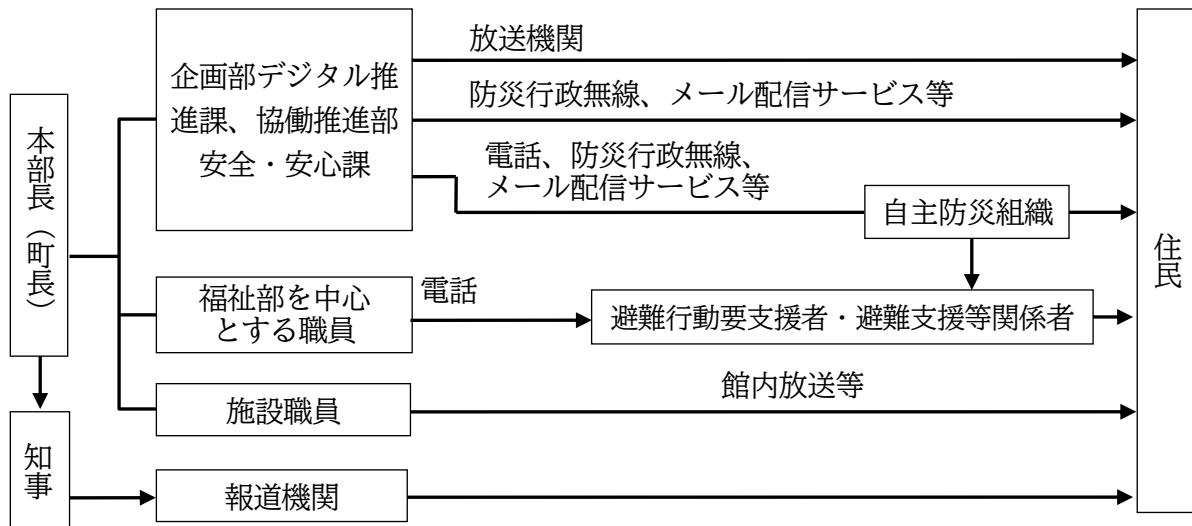 本部長（町長）
知事
企画部デジタル推
進課、協働推進部
安全・安心課
放送機関
防災行政無線、メール配信サービス等
電話、防災行政無線、
メール配信サービス等
自主防災組織
福祉部を中心
とする職員
電話
避難行動要支援者・避難支援等関係者
施設職員
館内放送等
報道機関
住民